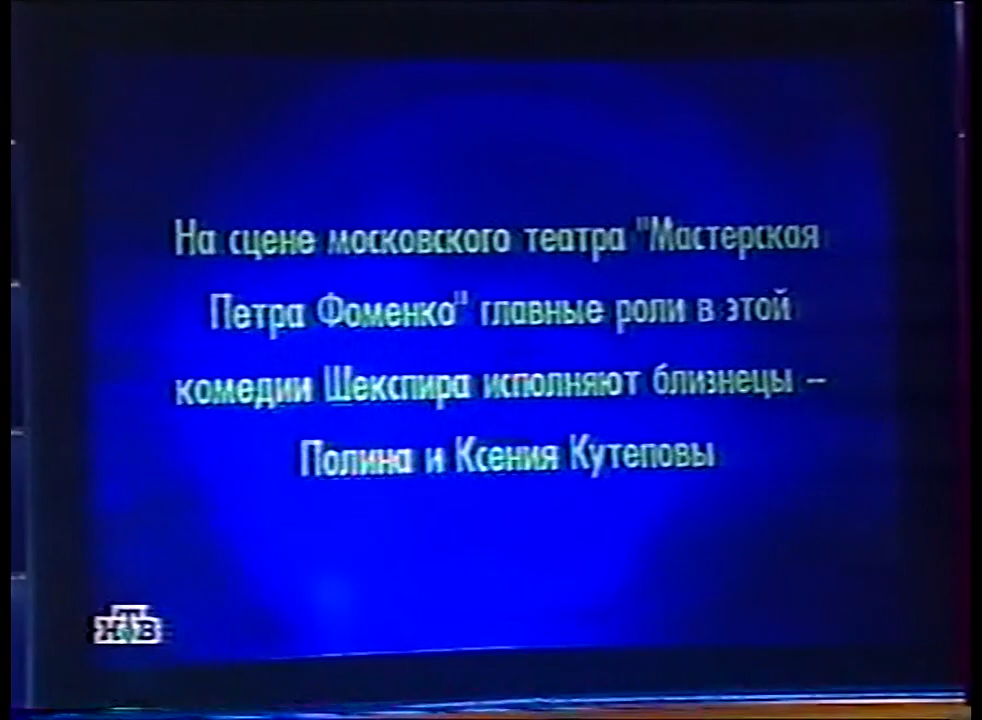 На сцене московского театра "Мастерская
Петра Фоменко" главные роли в этой
комедии Шекспира исполняют близнецы –
Полина и Ксения Кутеповы
НТВ